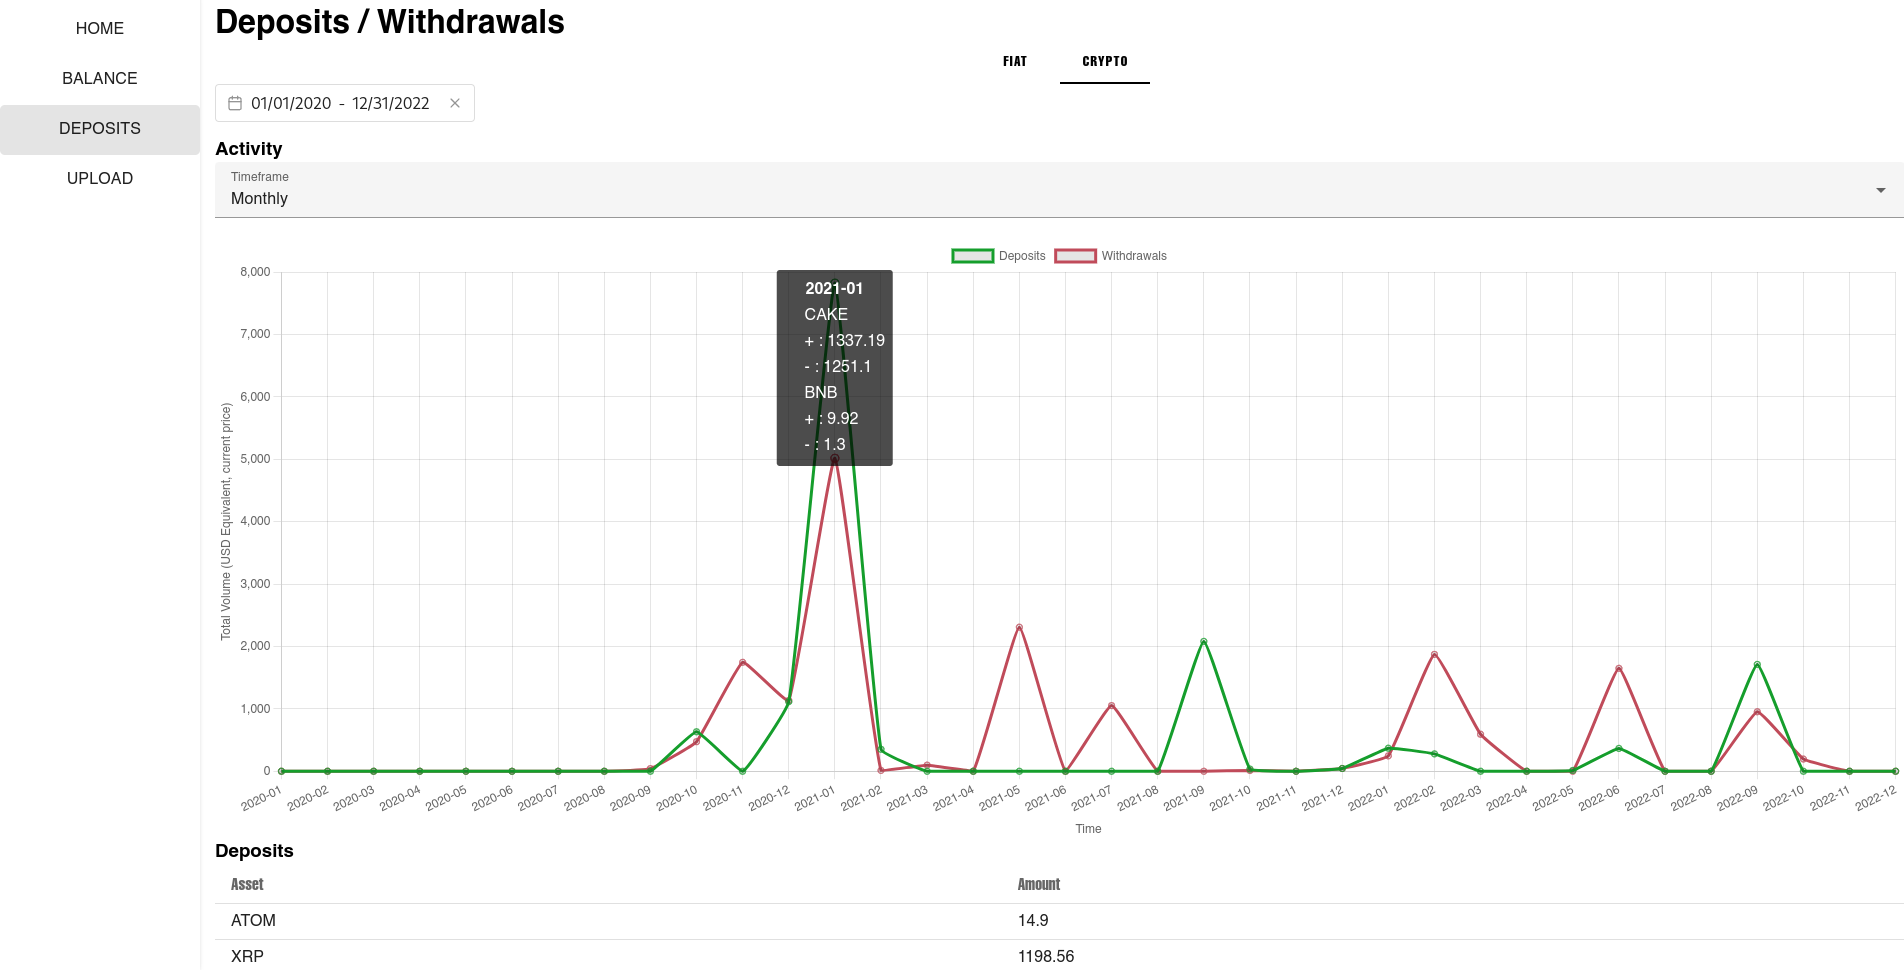 HOME
BALANCE
DEPOSITS
UPLOAD
Deposits / Withdrawals
FIAT
CRYPTO
01/01/2020 - 12/31/2022
Activity
Timeframe
Monthly
Deposits
Withdrawals
Total Volume (USD Equivalent, current price)
8,000
7,000
6,000
5,000
4,000
3,000
2,000
1,000
0
2021-01
CAKE
+ : 1337.19
- : 1251.1
BNB
+ : 9.92
- : 1.3
2020-01
2020-02
2020-03
2020-04
2020-05
2020-06
2020-07
2020-08
2020-09
2020-10
2020-11
2020-12
2021-01
2021-02
2021-03
2021-04
2021-05
2021-06
2021-07
2021-08
2021-09
2021-10
2021-11
2021-12
2022-01
2022-02
2022-03
2022-04
2022-05
2022-06
2022-07
2022-08
2022-09
2022-10
2022-11
2022-12
Time
Deposits
Asset Amount
ATOM 14.9
XRP 1198.56